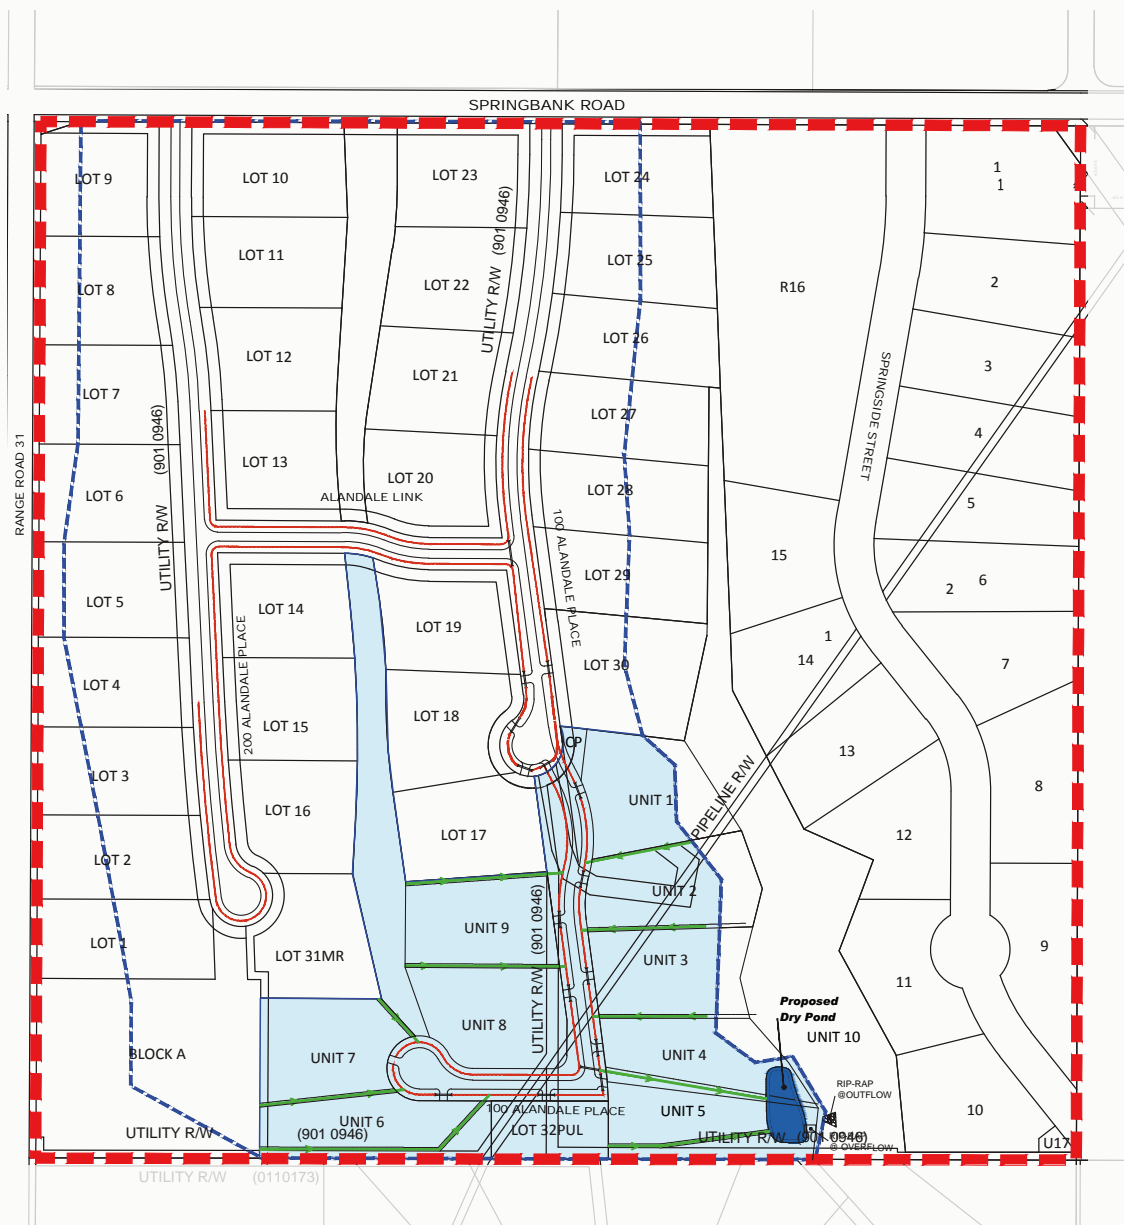 SPRINGBANK ROAD
LOT 9
LOT 10
LOT 23
LOT 24
1
1
LOT 8
LOT 11
LOT 22
UTILITY R/W (901 0946)
LOT 25
R16
2
LOT 7
LOT 12
LOT 21
LOT 26
LOT 27
SPRINGSIDE STREET
3
4
RANGE ROAD 31
LOT 6
UTILITY R/W (901 0946)
LOT 13
LOT 20
ALANDALE LINK
LOT 28
5
LOT 5
LOT 14
LOT 19
100 ALANDALE PLACE
LOT 29
15
2
6
LOT 4
200 ALANDALE PLACE
LOT 15
LOT 18
LOT 30
1
14
7
LOT 3
LOT 16
CP
UNIT 1
PIPELINE R/W
13
8
LOT 2
LOT 17
UNIT 2
12
LOT 1
LOT 31MR
UNIT 9
UTILITY R/W (901 0946)
UNIT 3
11
9
BLOCK A
UNIT 7
UNIT 8
UNIT 4
Proposed
Dry Pond
UNIT 10
RIP-RAP
@OUTFLOW
UNIT 6
100 ALANDALE PLACE
UNIT 5
10
UTILITY R/W
(901 0946)
LOT 32PUL
UTILITY R/W (901 0946)
@ OVERFLOW
U17
UTILITY R/W (0110173)